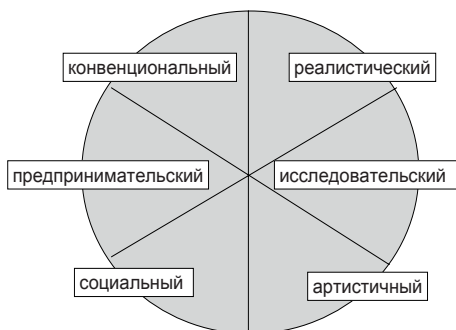 конвенциональный
реалистический
предпринимательский
исследовательский
социальный
артистичный